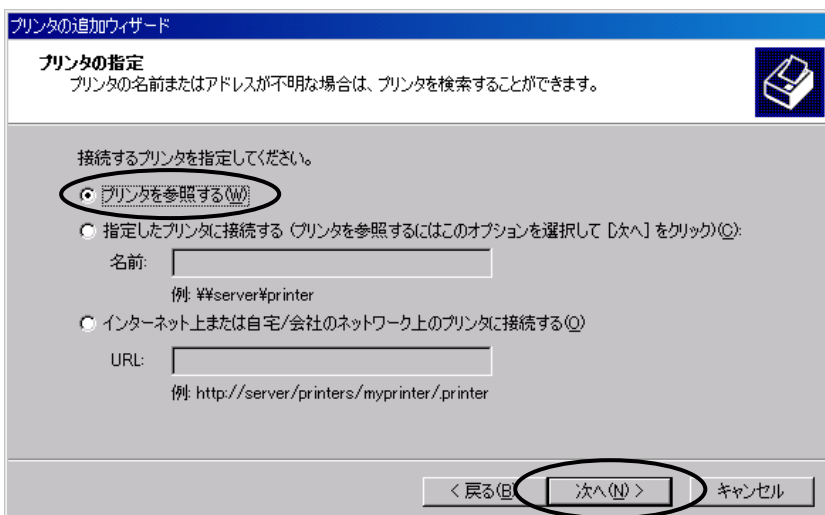 プリンタの追加ウィザード
プリンタの指定
プリンタの名前またはアドレスが不明な場合は、プリンタを検索することができます。
接続するプリンタを指定してください。
プリンタを参照する(W)
指定したプリンタに接続する (プリンタを参照するにはこのオプションを選択して [次へ] をクリック)(C):
名前:
例: ¥¥server¥printer
インターネット上または自宅/会社のネットワーク上のプリンタに接続する(O)
URL:
例: http://server/printers/myprinter/.printer
< 戻る(B) 次へ(N) > キャンセル